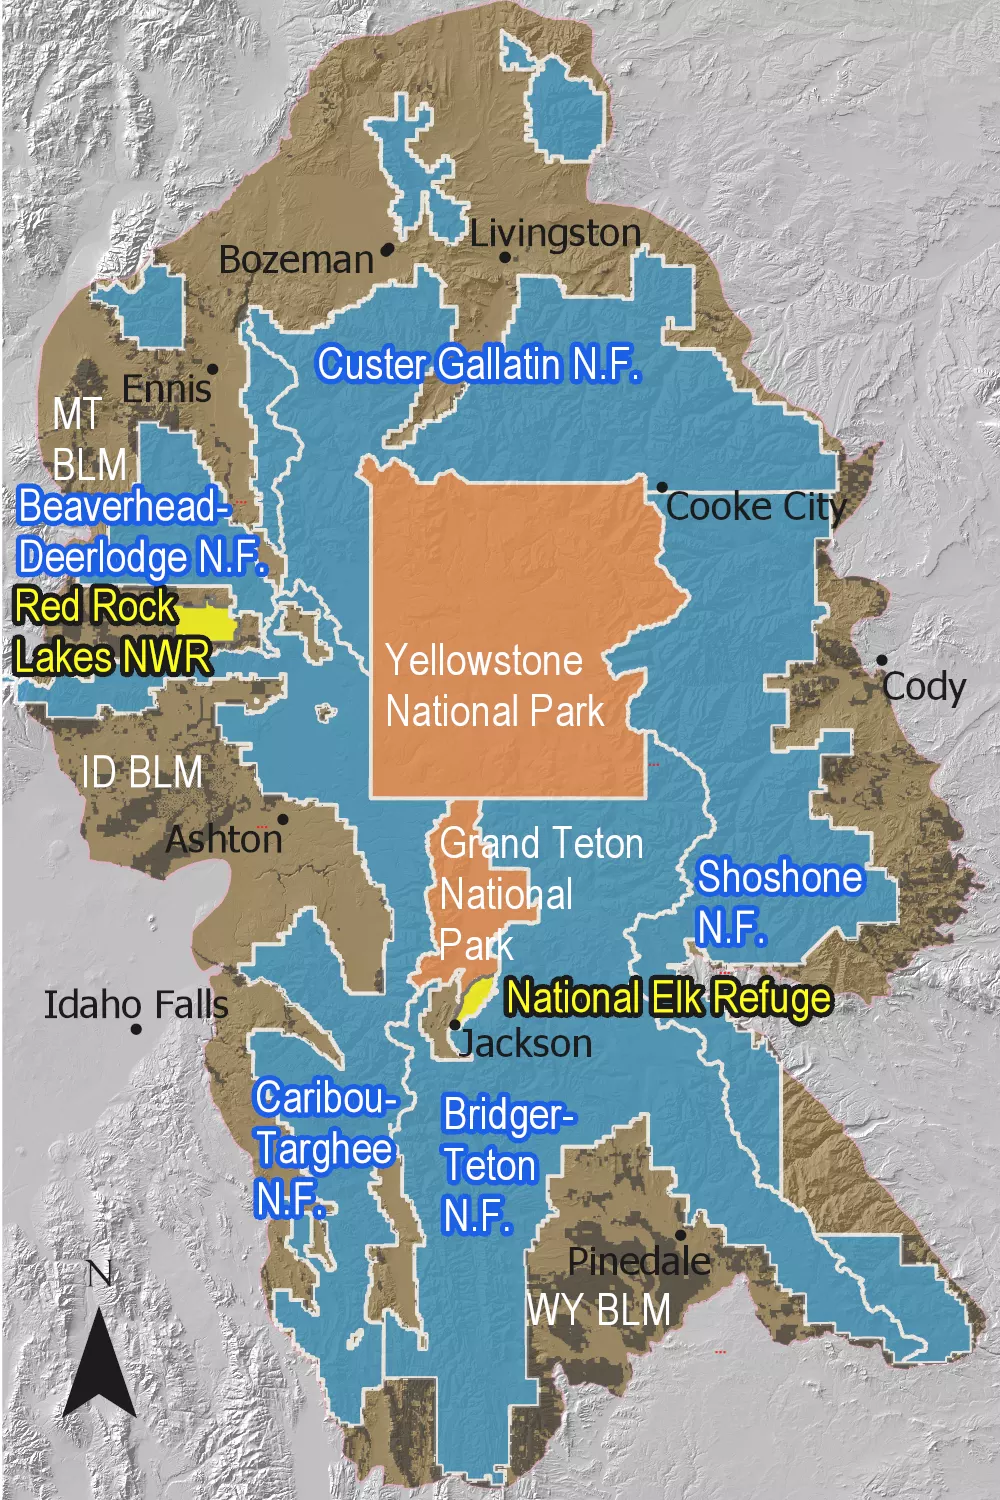 Livingston
Bozeman
Custer Gallatin N.F.
Ennis
MT
BLM
Beaverhead-
Deerlodge N.F.
Cooke City
Red Rock
Lakes NWR
Yellowstone
National Park
Cody
ID BLM
Ashton
Grand Teton
National
Park
Shoshone
N.F.
National Elk Refuge
Idaho Falls
Jackson
Caribou-
Targhee
N.F.
Bridger-
Teton
N.F.
Pinedale
WY BLM
N